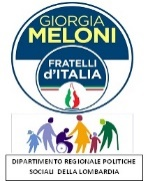 GIORGIA
MELONI
FRATELLI
d'ITALIA
DIPARTIMENTO REGIONALE POLITICHE
SOCIALI DELLA LOMBARDIA